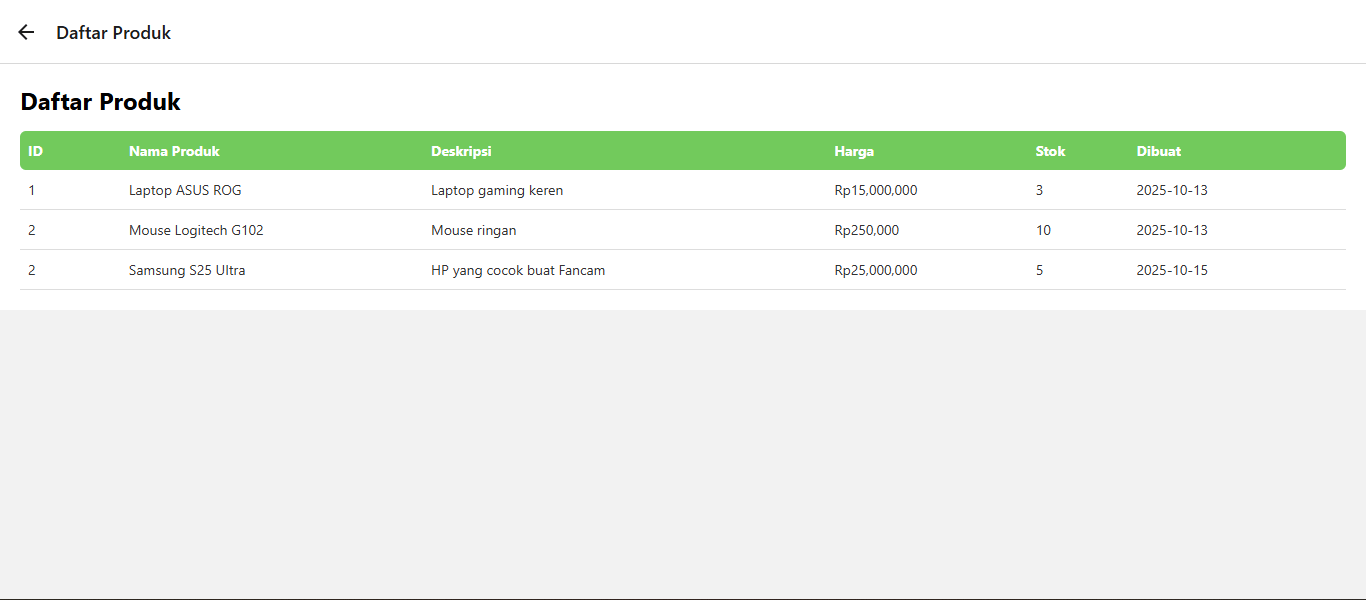 Daftar Produk
Daftar Produk
ID Nama Produk Deskripsi Harga Stok Dibuat
1 Laptop ASUS ROG Laptop gaming keren Rp15,000,000 3 2025-10-13
2 Mouse Logitech G102 Mouse ringan Rp250,000 10 2025-10-13
2 Samsung S25 Ultra HP yang cocok buat Fancam Rp25,000,000 5 2025-10-15